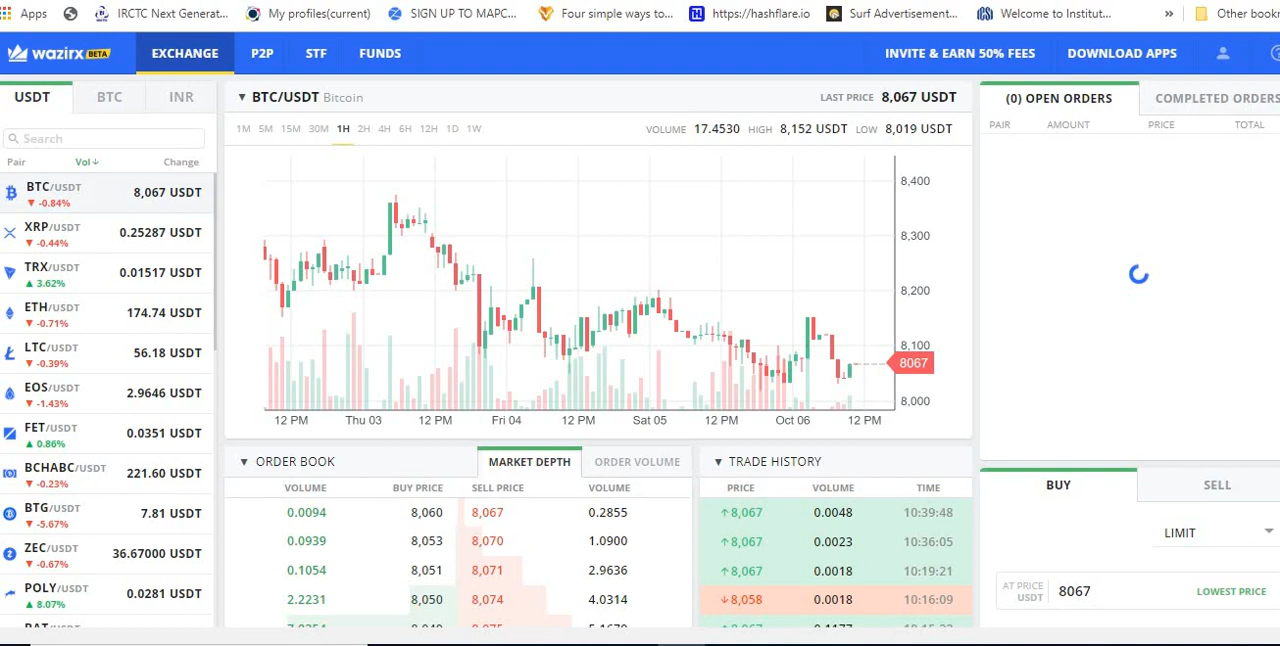 Apps IRCTC Next Generat... My profiles(current) SIGN UP TO MAPC... Four simple ways to... https://hashflare.io Surf Advertisement... Welcome to Institut... » Other book
wazirx BETA EXCHANGE P2P STF FUNDS INVITE & EARN 50% FEES DOWNLOAD APPS
USDT BTC INR
Search
Pair Vol↓ Change
BTC/USDT 8,067 USDT
▼ -0.84%
XRP/USDT 0.25287 USDT
▼ -0.44%
TRX/USDT 0.01517 USDT
▲ 3.62%
ETH/USDT 174.74 USDT
▼ -0.71%
LTC/USDT 56.18 USDT
▼ -0.39%
EOS/USDT 2.9646 USDT
▼ -1.43%
FET/USDT 0.0351 USDT
▲ 0.86%
BCHABC/USDT 221.60 USDT
▼ -0.23%
BTG/USDT 7.81 USDT
▼ -5.67%
ZEC/USDT 36.67000 USDT
▼ -0.67%
POLY/USDT 0.0281 USDT
▲ 8.07%
▼ BTC/USDT Bitcoin LAST PRICE 8,067 USDT
1M 5M 15M 30M 1H 2H 4H 6H 12H 1D 1W VOLUME 17.4530 HIGH 8,152 USDT LOW 8,019 USDT
8,400
8,300
8,200
8,100
8067
8,000
12 PM Thu 03 12 PM Fri 04 12 PM Sat 05 12 PM Oct 06 12 PM
▼ ORDER BOOK MARKET DEPTH ORDER VOLUME
VOLUME BUY PRICE SELL PRICE VOLUME
0.0094 8,060 8,067 0.2855
0.0939 8,053 8,070 1.0900
0.1054 8,051 8,071 2.9636
2.2231 8,050 8,074 4.0314
▼ TRADE HISTORY
PRICE VOLUME TIME
↑8,067 0.0048 10:39:48
↑8,067 0.0023 10:36:05
↑8,067 0.0018 10:19:21
↓8,058 0.0018 10:16:09
(0) OPEN ORDERS COMPLETED ORDERS
PAIR AMOUNT PRICE TOTAL
BUY SELL
LIMIT
AT PRICE USDT 8067 LOWEST PRICE